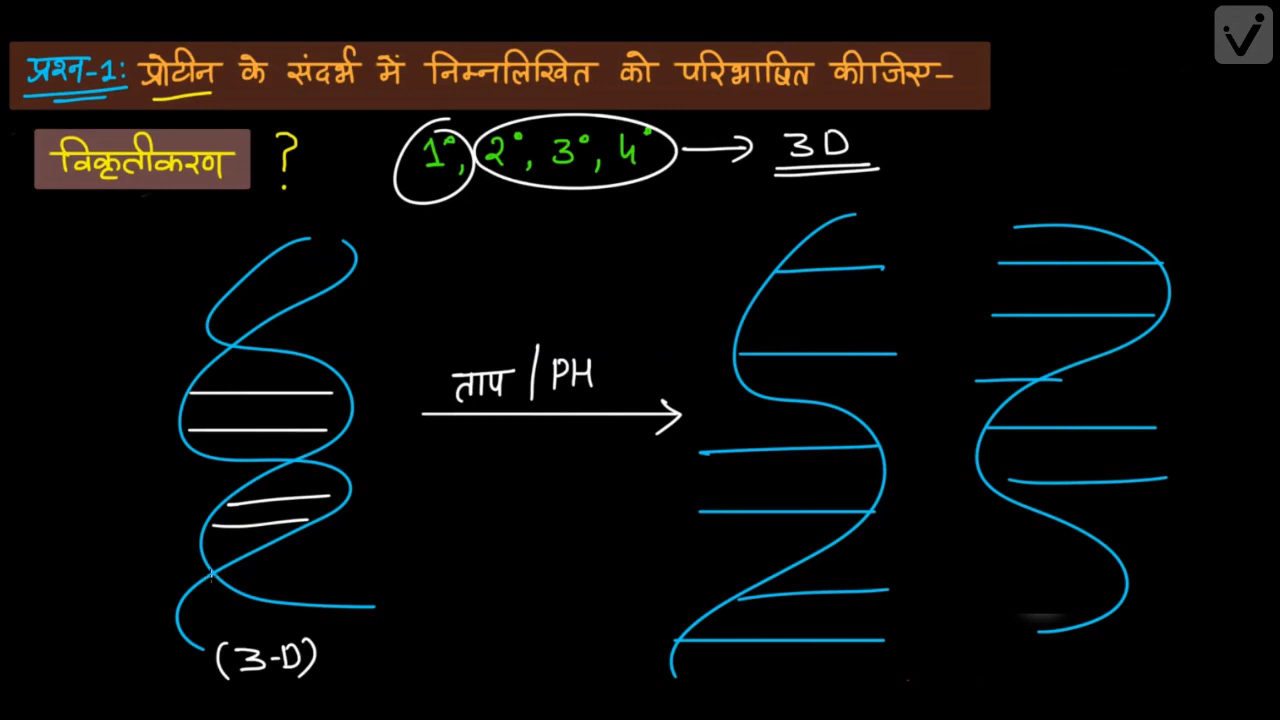 प्रश्न-1: प्रोटीन के संदर्भ में निम्नलिखित को परिभाषित कीजिए-
विकृतीकरण ? 1°, 2°, 3°, 4° → 3D
ताप / PH
(3-D)